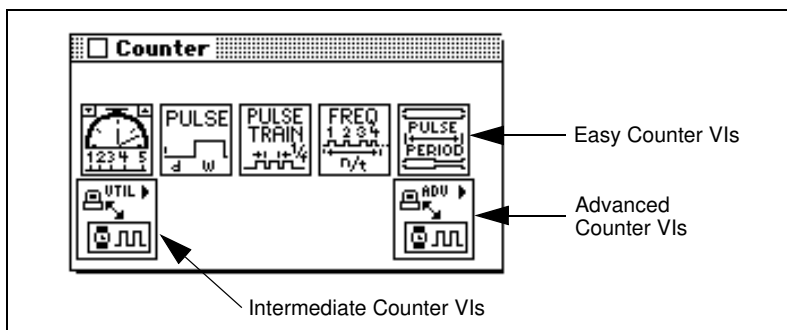 Counter
PULSE
d w
PULSE
TRAIN
FREQ
1 2 3 4
n/t
PULSE
PERIOD
1 2 3 4 5
Easy Counter VIs
UTIL
ADV
Advanced
Counter VIs
Intermediate Counter VIs